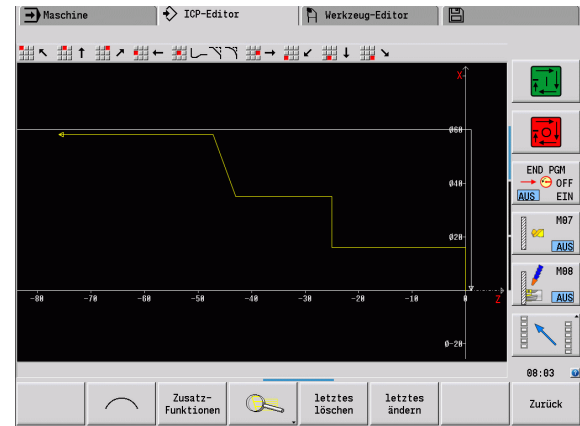 Maschine
ICP-Editor
Werkzeug-Editor
X
Ø60
Ø40
Ø20
-80
-70
-60
-50
-40
-30
-20
-10
0
Z
Ø-20
END PGM
OFF
AUS EIN
M07
AUS
M08
AUS
08:03
Zusatz-
Funktionen
letztes
löschen
letztes
ändern
Zurück